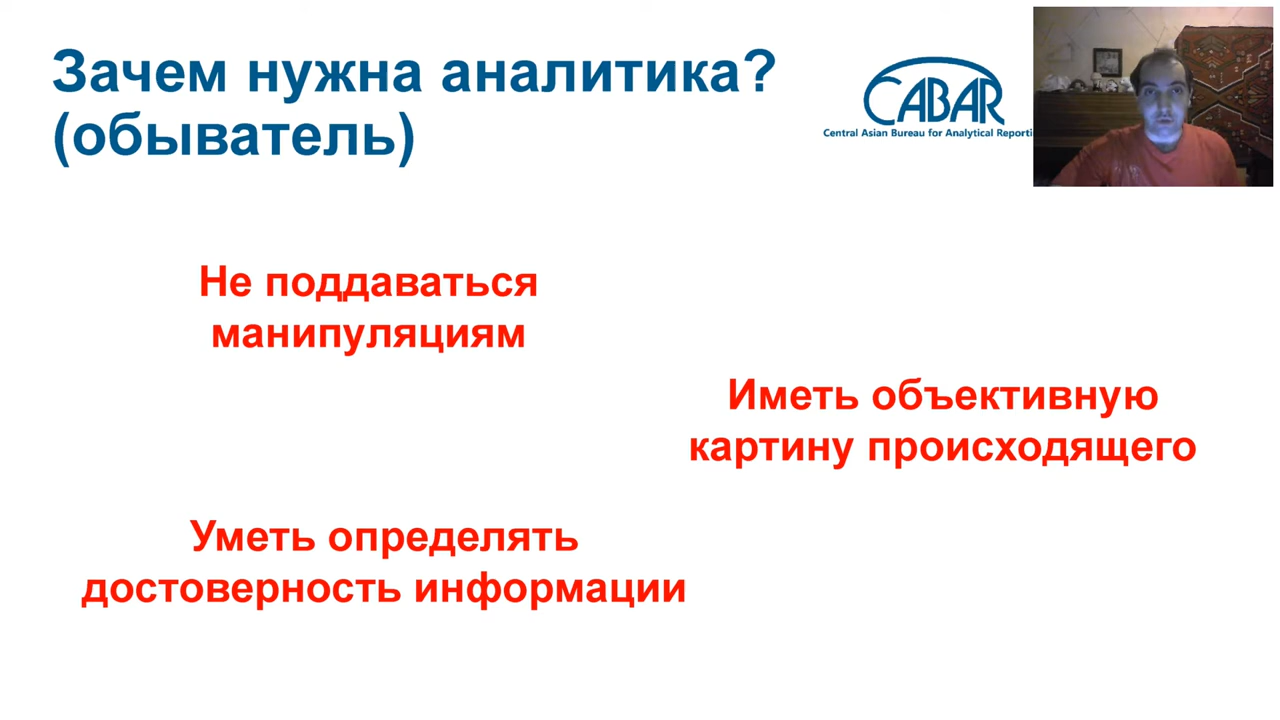 Зачем нужна аналитика?
(обыватель)
CABAR
Central Asian Bureau for Analytical Reporti
Не поддаваться
манипуляциям
Иметь объективную
картину происходящего
Уметь определять
достоверность информации